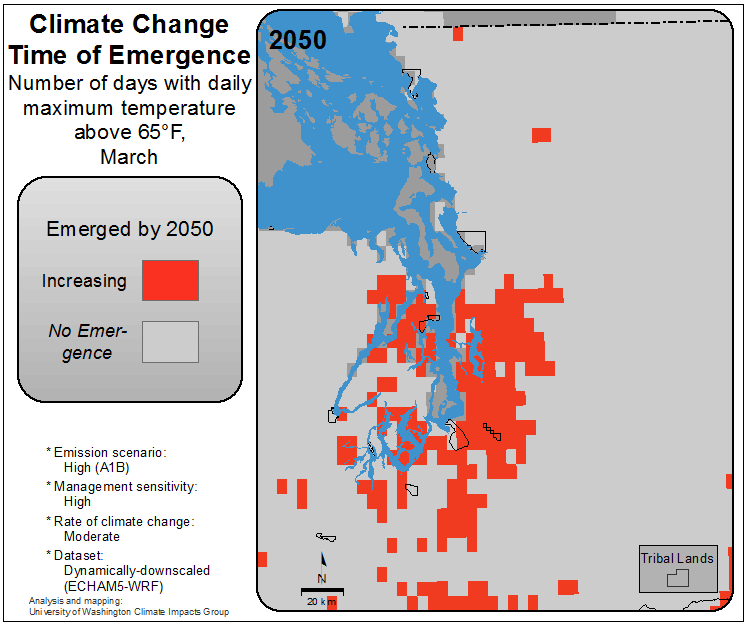 Climate Change
Time of Emergence
Number of days with daily
maximum temperature
above 65°F,
March
Emerged by 2050
Increasing
No Emer-
gence
* Emission scenario:
High (A1B)
* Management sensitivity:
High
* Rate of climate change:
Moderate
* Dataset:
Dynamically-downscaled
(ECHAM5-WRF)
Analysis and mapping:
University of Washington Climate Impacts Group
2050
N
20 km
Tribal Lands